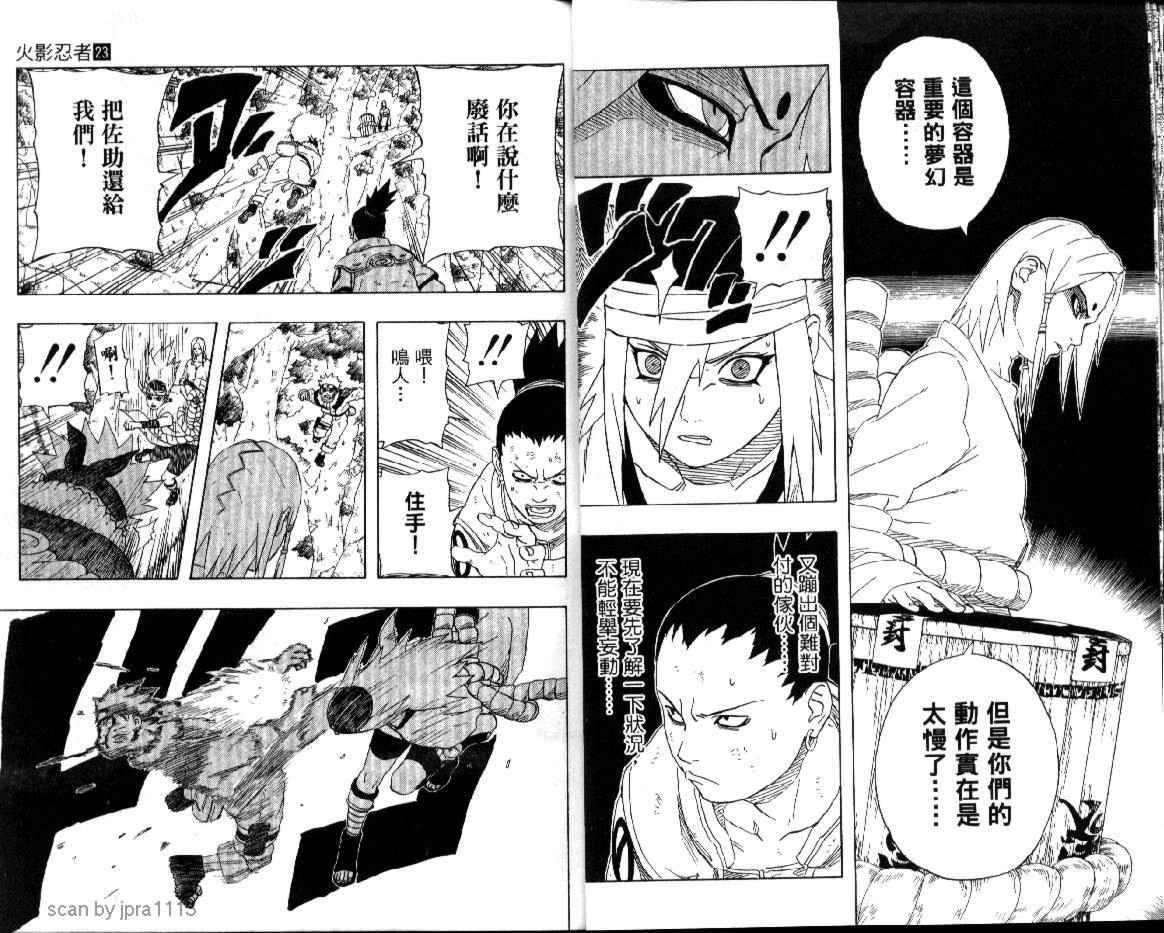 這個容器是
重要的夢幻
容器……
封
封
但是你們的
動作實在是
太慢了……
!!
又蹦出個難對
付的傢伙……
現在要先了解一下狀況…
不能輕舉妄動……
火影忍者23
你在說什麼
廢話啊!
把佐助還給
我們!
!!
喂!
鳴人…
住手!
唰!
!!
scan by jpra1113